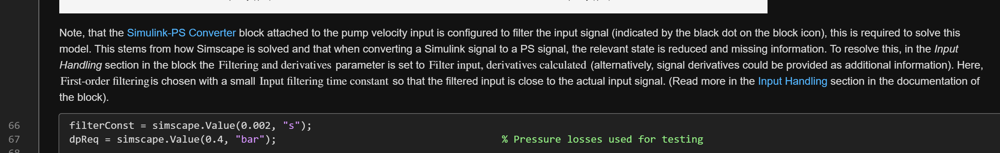 Note, that the Simulink-PS Converter block attached to the pump velocity input is configured to filter the input signal (indicated by the black dot on the block icon), this is required to solve this
model. This stems from how Simscape is solved and that when converting a Simulink signal to a PS signal, the relevant state is reduced and missing information. To resolve this, in the Input
Handling section in the block the Filtering and derivatives parameter is set to Filter input, derivatives calculated (alternatively, signal derivatives could be provided as additional information). Here,
First-order filtering is chosen with a small Input filtering time constant so that the filtered input is close to the actual input signal. (Read more in the Input Handling section in the documentation of
the block).
66 filterConst = simscape.Value(0.002, "s");
67 dpReq = simscape.Value(0.4, "bar"); % Pressure losses used for testing
68